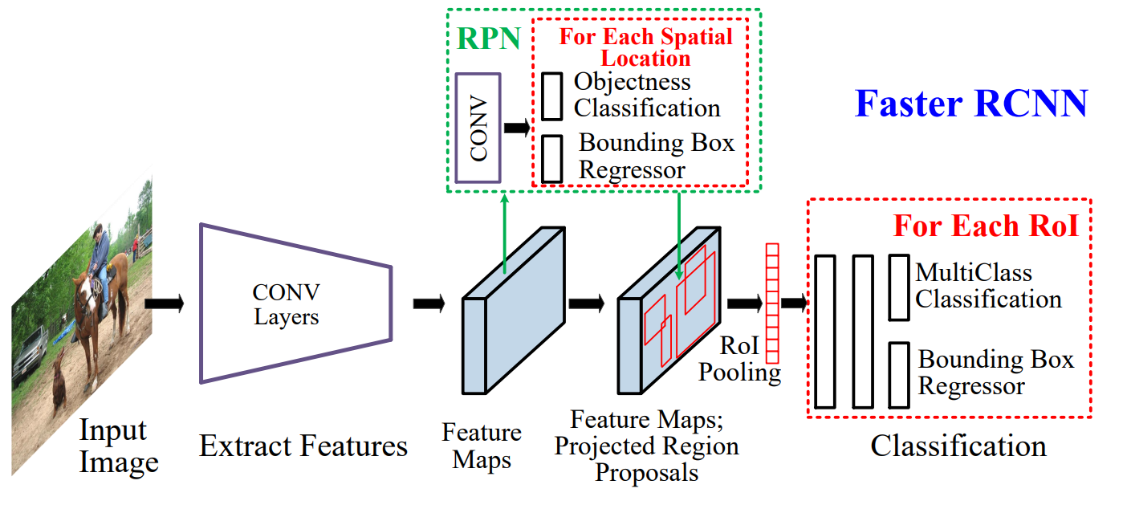 RPN
For Each Spatial
Location
CONV
Objectness
Classification
Bounding Box
Regressor
Faster RCNN
For Each RoI
MultiClass
Classification
Bounding Box
Regressor
CONV
Layers
RoI
Pooling
Input
Image
Extract Features
Feature
Maps
Feature Maps;
Projected Region
Proposals
Classification